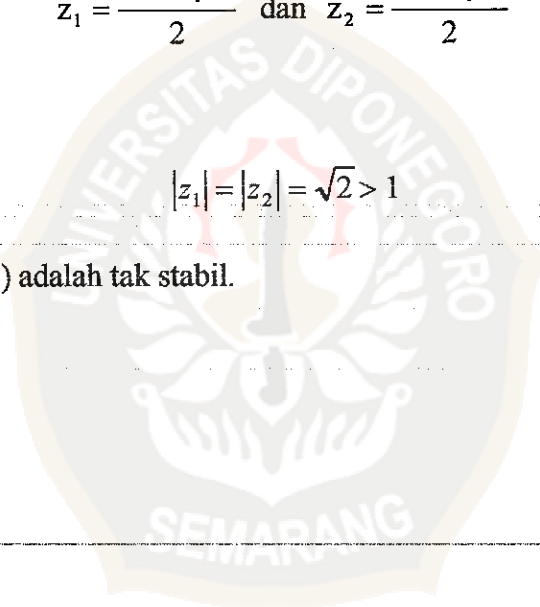 z₁ = ―/2 dan z₂ = ―/2
|z₁| = |z₂| = √2 > 1
) adalah tak stabil.
UNIVERSITAS DIPONEGORO
SEMARANG